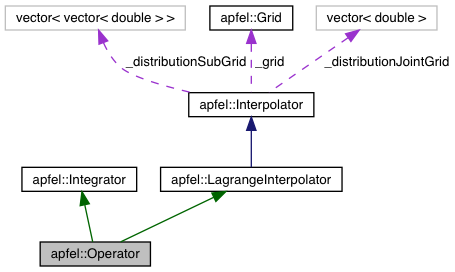 vector< vector< double > >
apfel::Grid
vector< double >
_distributionSubGrid
_grid
_distributionJointGrid
apfel::Interpolator
apfel::Integrator
apfel::LagrangeInterpolator
apfel::Operator